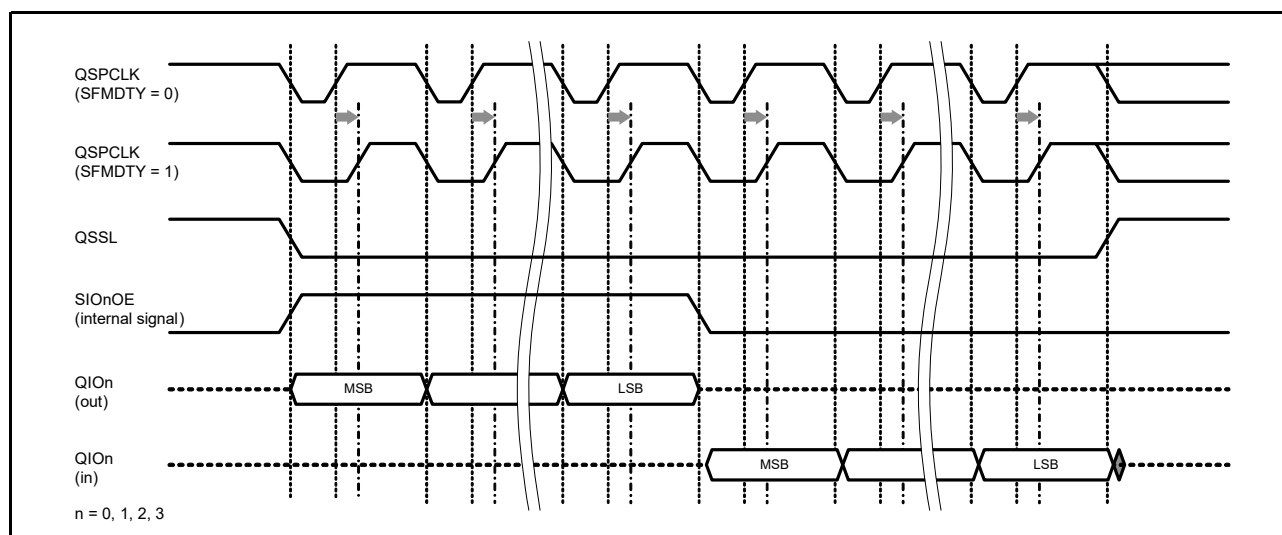 QSPCLK
(SFMDTY = 0)
QSPCLK
(SFMDTY = 1)
QSSL
SIOnOE
(internal signal)
QIOn
(out)
MSB
LSB
QIOn
(in)
MSB
LSB
n = 0, 1, 2, 3